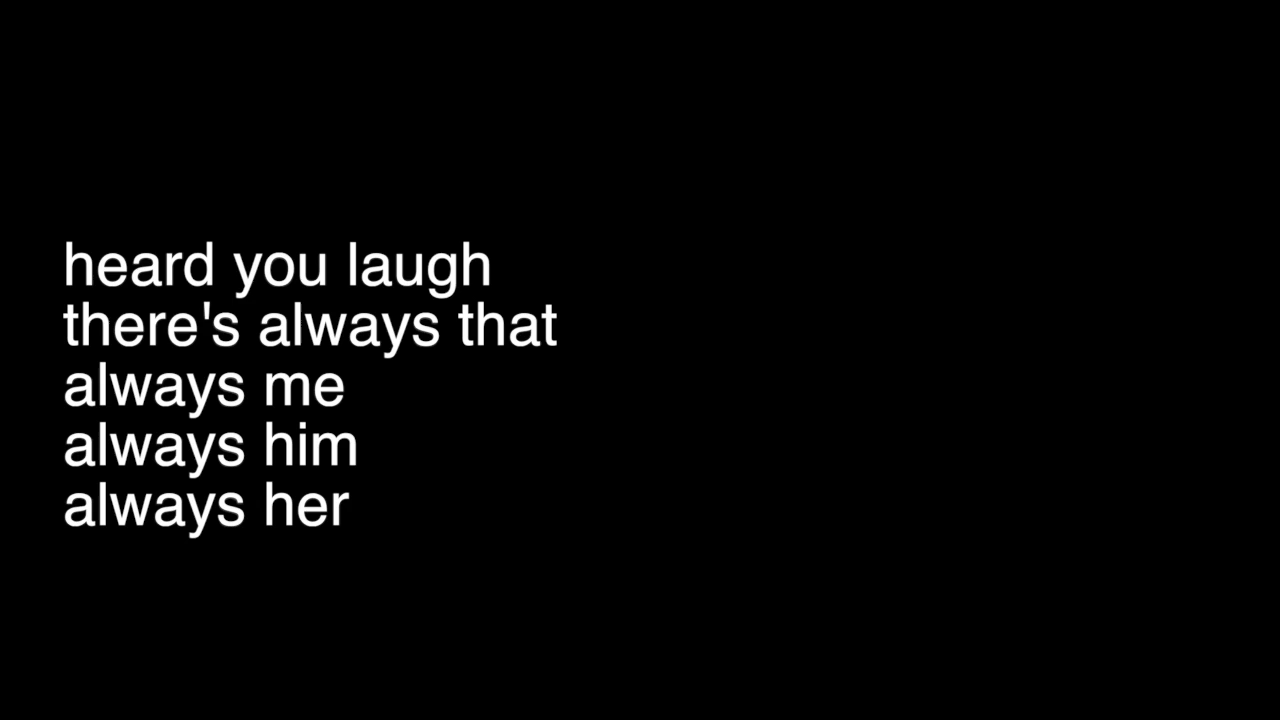 heard you laugh
there's always that
always me
always him
always her